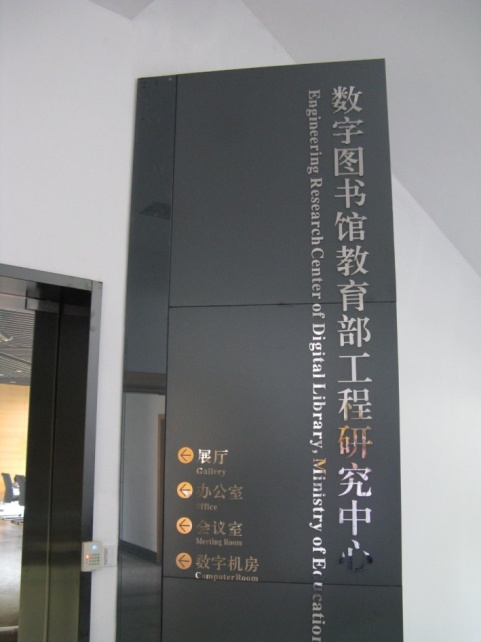 数字图书馆教育部工程研究中心
Engineering Research Center of Digital Library, Ministry of Education
展厅
Gallery
办公室
Office
会议室
Meeting Room
数字机房
Computer Room